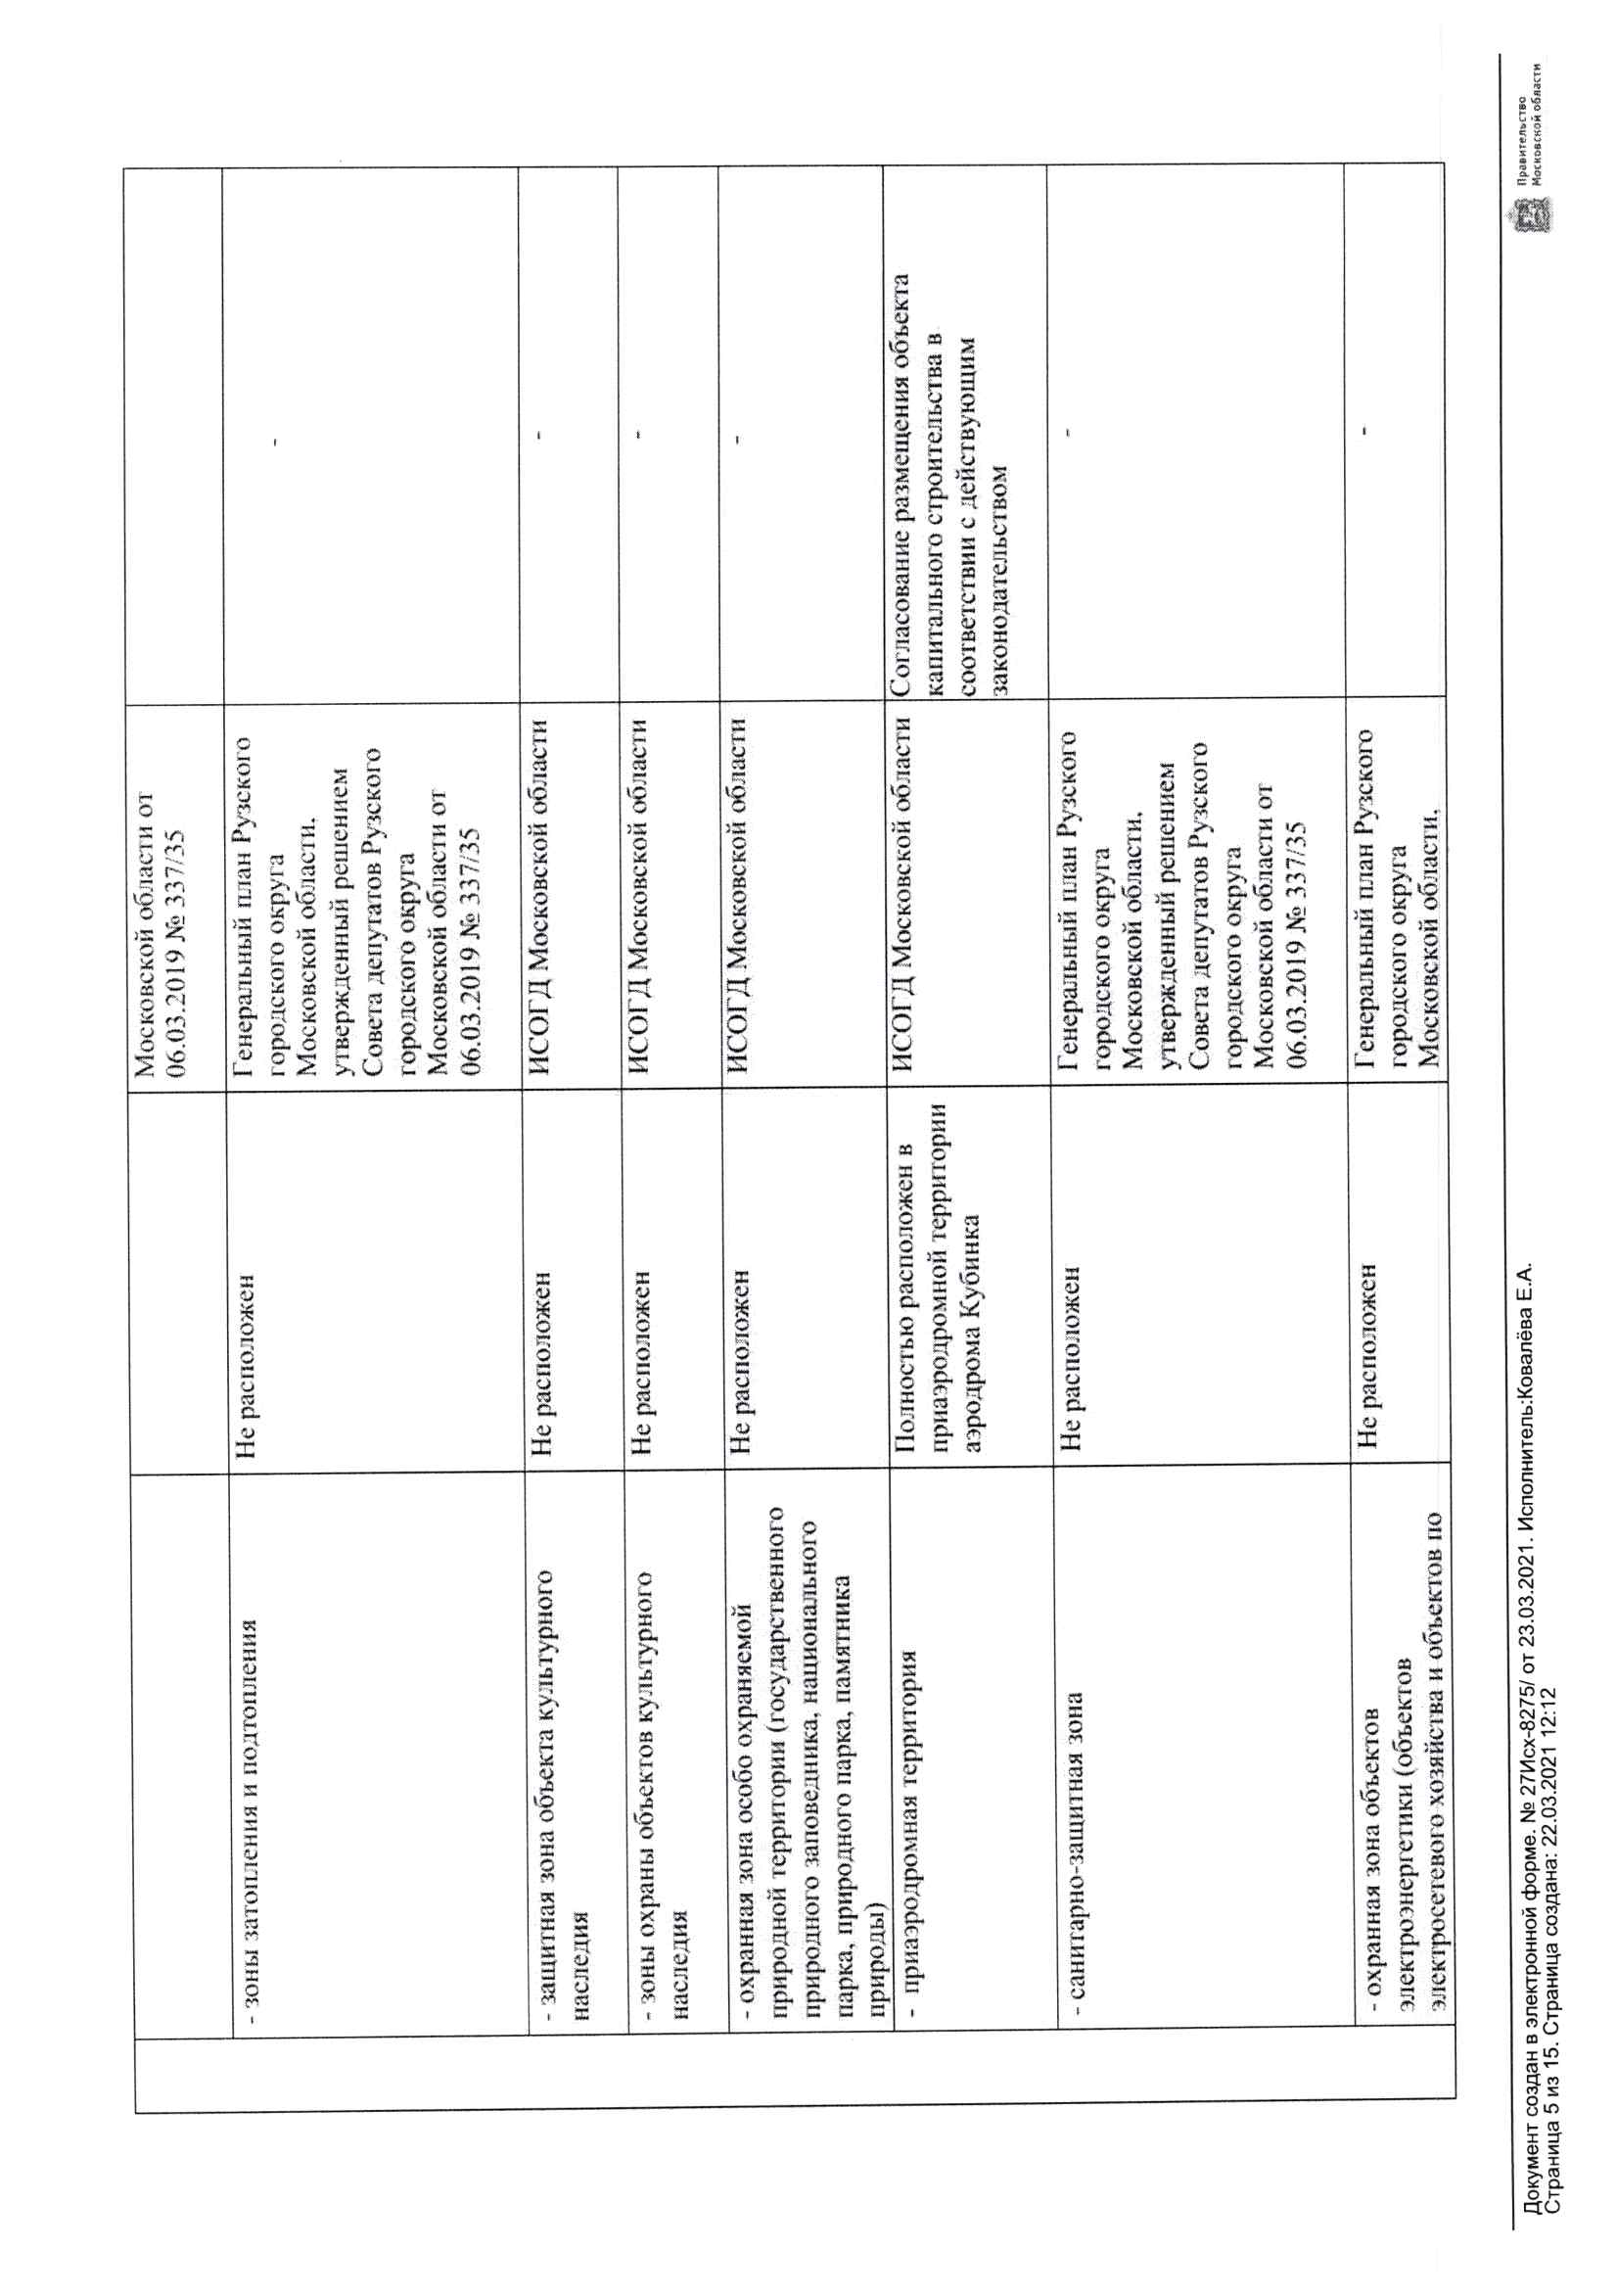 Московской области от
06.03.2019 № 337/35
- зоны затопления и подтопления
Не расположен
Генеральный план Рузского
городского округа
Московской области,
утвержденный решением
Совета депутатов Рузского
городского округа
Московской области от
06.03.2019 № 337/35
-
- защитная зона объекта культурного
наследия
Не расположен
ИСОГД Московской области
-
- зоны охраны объектов культурного
наследия
Не расположен
ИСОГД Московской области
-
- охранная зона особо охраняемой
природной территории (государственного
природного заповедника, национального
парка, природного парка, памятника
природы)
Не расположен
ИСОГД Московской области
-
- приаэродромная территория
Полностью расположен в
приаэродромной территории
аэродрома Кубинка
ИСОГД Московской области
Согласование размещения объекта
капитального строительства в
соответствии с действующим
законодательством
- санитарно-защитная зона
Не расположен
Генеральный план Рузского
городского округа
Московской области,
утвержденный решением
Совета депутатов Рузского
городского округа
Московской области от
06.03.2019 № 337/35
-
- охранная зона объектов
электроэнергетики (объектов
электросетевого хозяйства и объектов по
Не расположен
Генеральный план Рузского
городского округа
Московской области,
-
Документ создан в электронной форме. № 27Исх-8275/ от 23.03.2021. Исполнитель:Ковалёва Е.А.
Страница 5 из 15. Страница создана: 22.03.2021 12:12
Правительство
Московской области